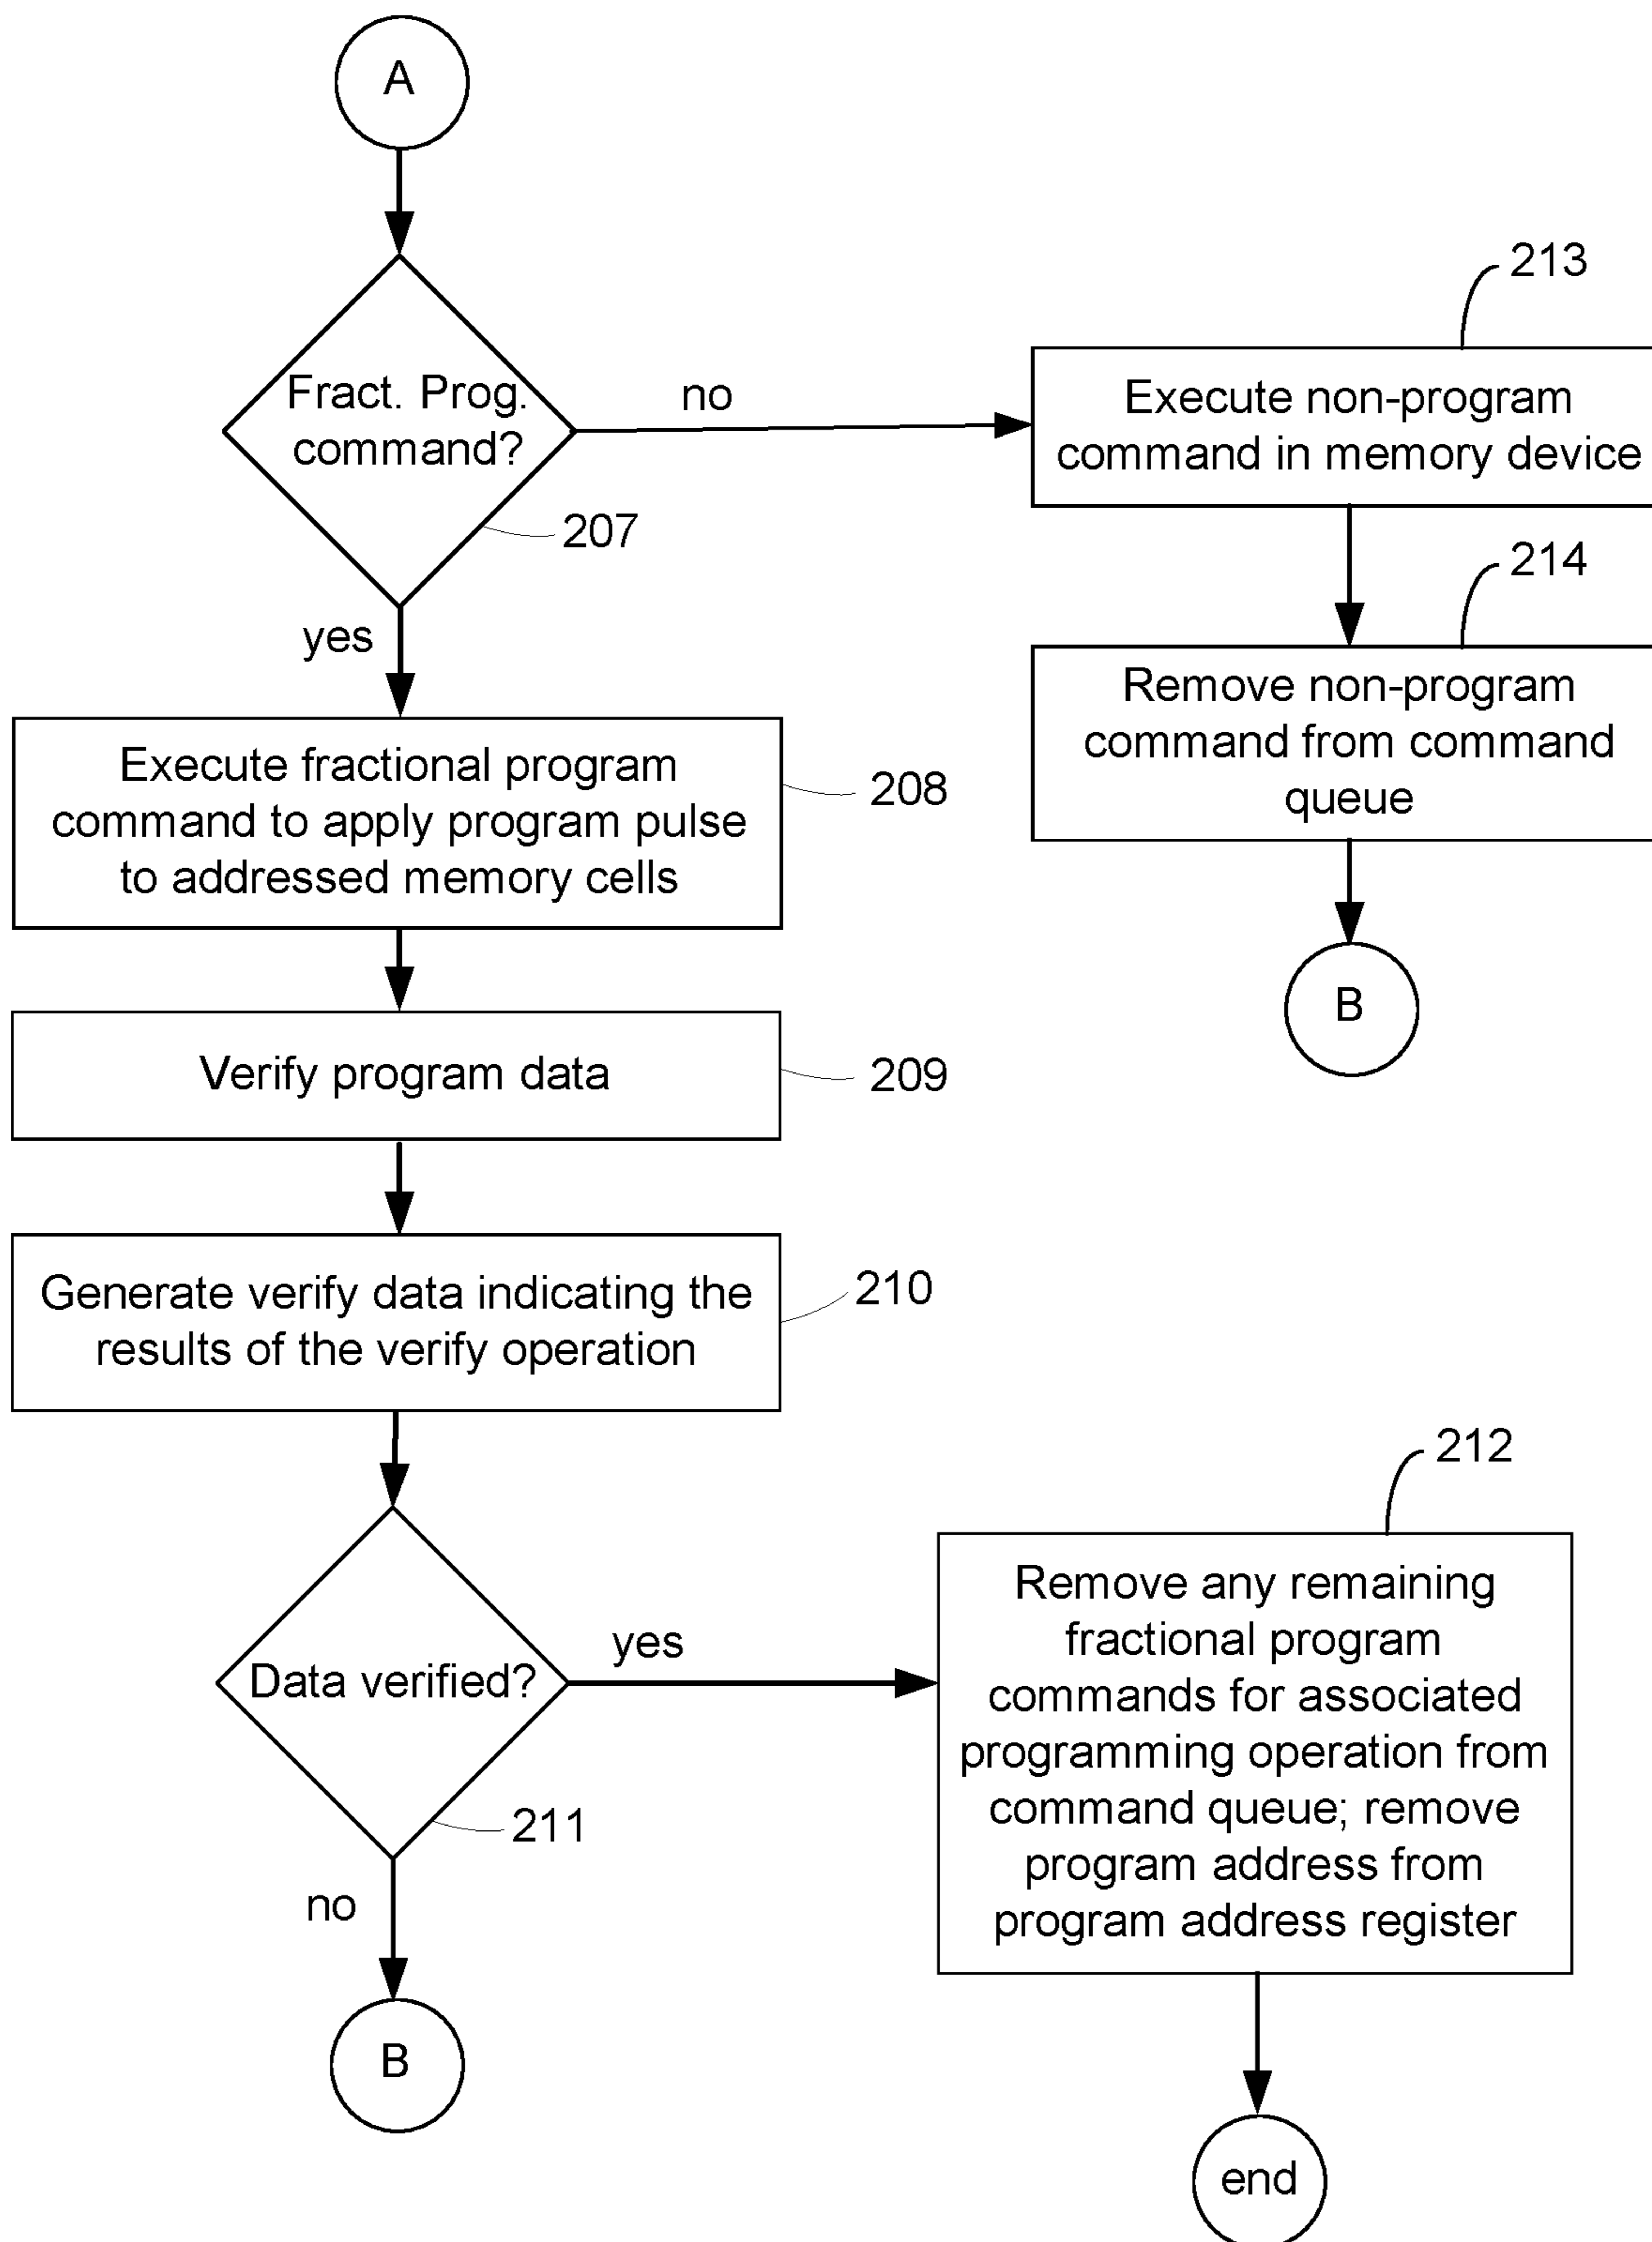 A
Fract. Prog.
command?
207
no
213
Execute non-program
command in memory device
214
Remove non-program
command from command
queue
B
yes
Execute fractional program
command to apply program pulse
to addressed memory cells
208
Verify program data
209
Generate verify data indicating the
results of the verify operation
210
Data verified?
211
yes
212
Remove any remaining
fractional program
commands for associated
programming operation from
command queue; remove
program address from
program address register
no
B
end